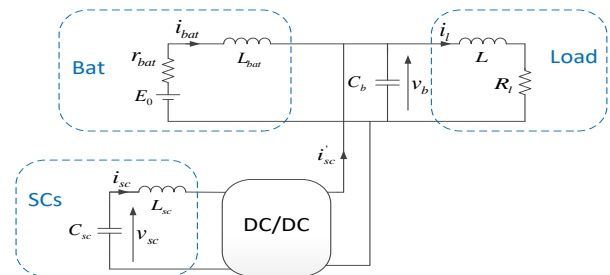 i_bat
i_l
Bat
r_bat
L_bat
E_0
C_b
v_b
L
R_l
Load
i'_sc
i_sc
SCs
L_sc
C_sc
v_sc
DC/DC